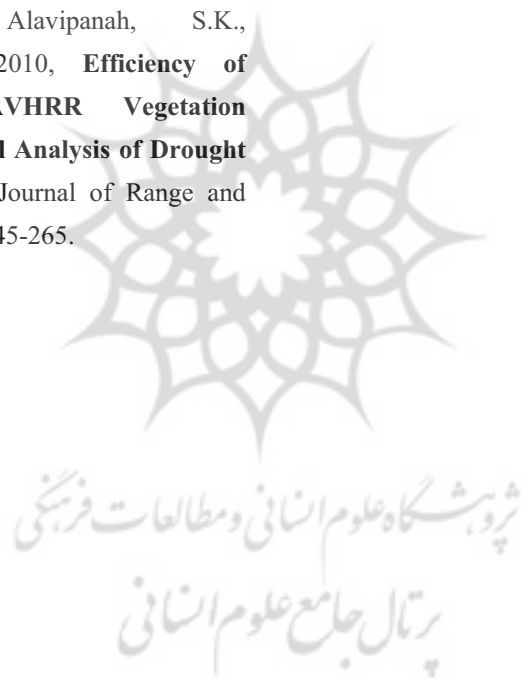 Alavipanah, S.K.,
2010, Efficiency of
AVHRR Vegetation
l Analysis of Drought
Journal of Range and
45-265.
پژوهشگاه علوم انسانی و مطالعات فرهنگی
پرتال جامع علوم انسانی